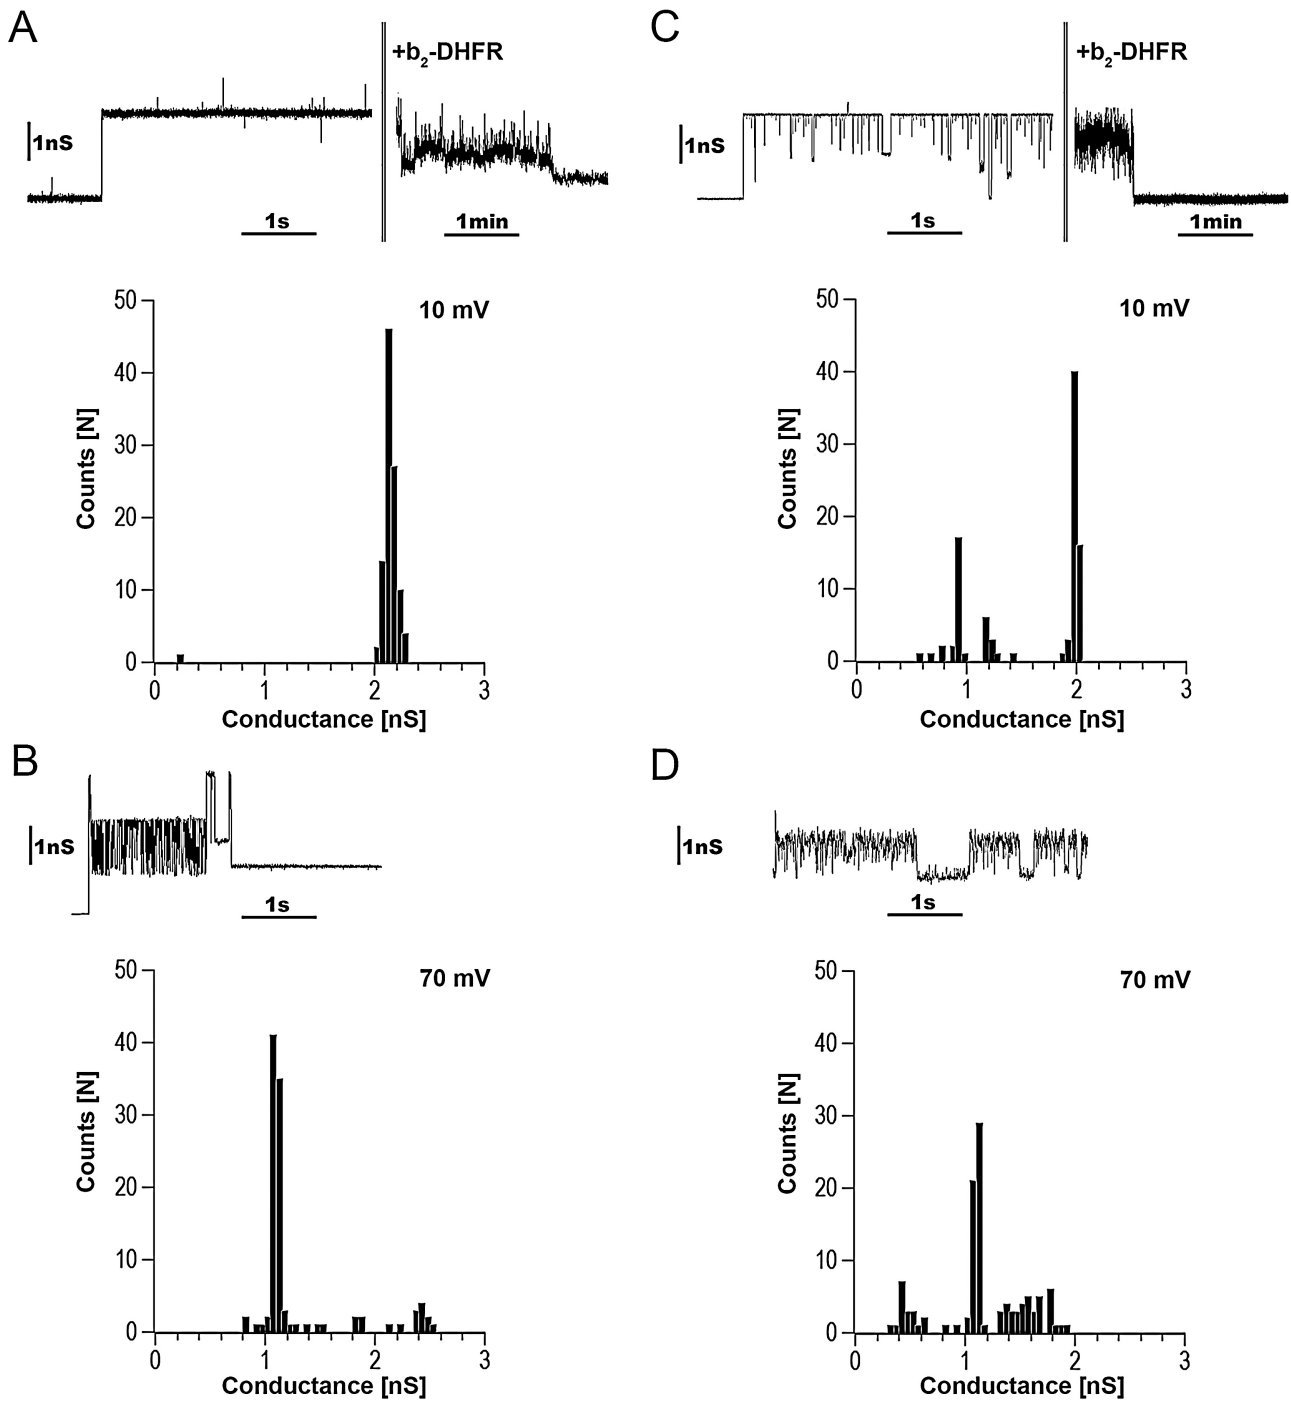 A
+b2-DHFR
1nS
1s
1min
50
10 mV
40
30
20
10
0
Counts [N]
0 1 2 3
Conductance [nS]
C
+b2-DHFR
1nS
1s
1min
50
10 mV
40
30
20
10
0
Counts [N]
0 1 2 3
Conductance [nS]
B
1nS
1s
50
70 mV
40
30
20
10
0
Counts [N]
0 1 2 3
Conductance [nS]
D
1nS
1s
50
70 mV
40
30
20
10
0
Counts [N]
0 1 2 3
Conductance [nS]